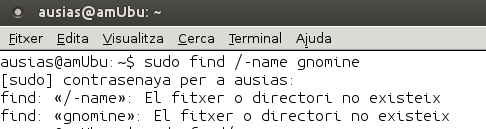 ausias@amUbu: ~
Fitxer Edita Visualitza Cerca Terminal Ajuda
ausias@amUbu:~$ sudo find /-name gnomine
[sudo] contrasenya per a ausias:
find: «/-name»: El fitxer o directori no existeix
find: «gnomine»: El fitxer o directori no existeix